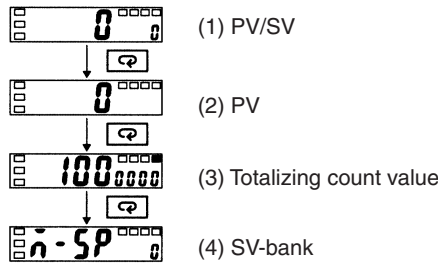 0 0 (1) PV/SV
0 (2) PV
100 0000 (3) Totalizing count value
ñ-SP 0 (4) SV-bank